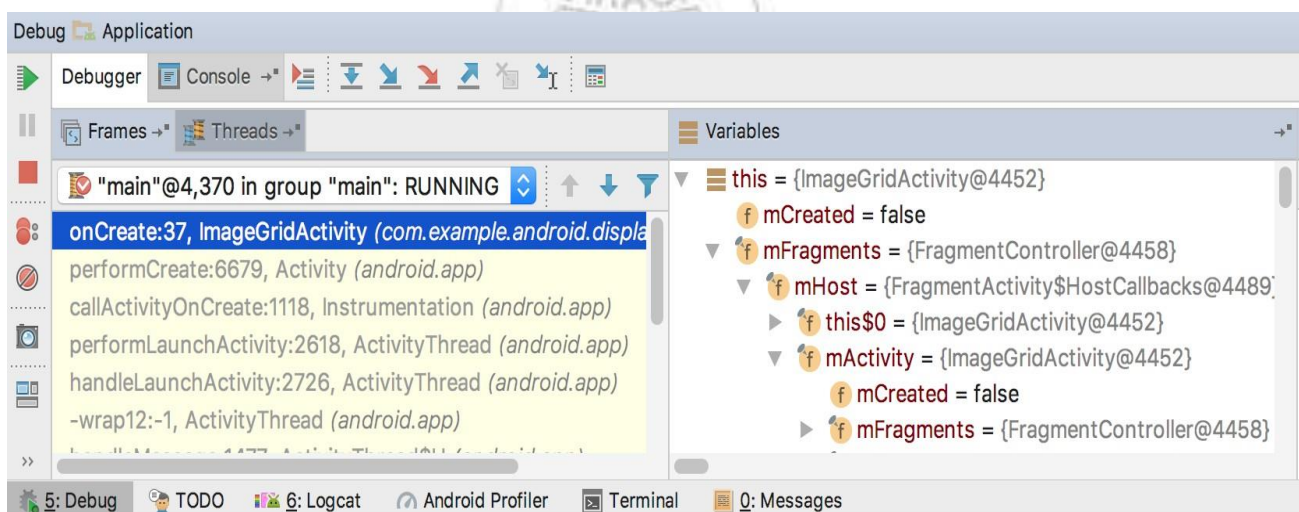 Debug Application
Debugger Console
Frames Threads
Variables
"main"@4,370 in group "main": RUNNING
onCreate:37, ImageGridActivity (com.example.android.displa
performCreate:6679, Activity (android.app)
callActivityOnCreate:1118, Instrumentation (android.app)
performLaunchActivity:2618, ActivityThread (android.app)
handleLaunchActivity:2726, ActivityThread (android.app)
-wrap12:-1, ActivityThread (android.app)
this = {ImageGridActivity@4452}
f mCreated = false
f mFragments = {FragmentController@4458}
f mHost = {FragmentActivity$HostCallbacks@4489}
f this$0 = {ImageGridActivity@4452}
f mActivity = {ImageGridActivity@4452}
f mCreated = false
f mFragments = {FragmentController@4458}
5: Debug TODO 6: Logcat Android Profiler Terminal 0: Messages